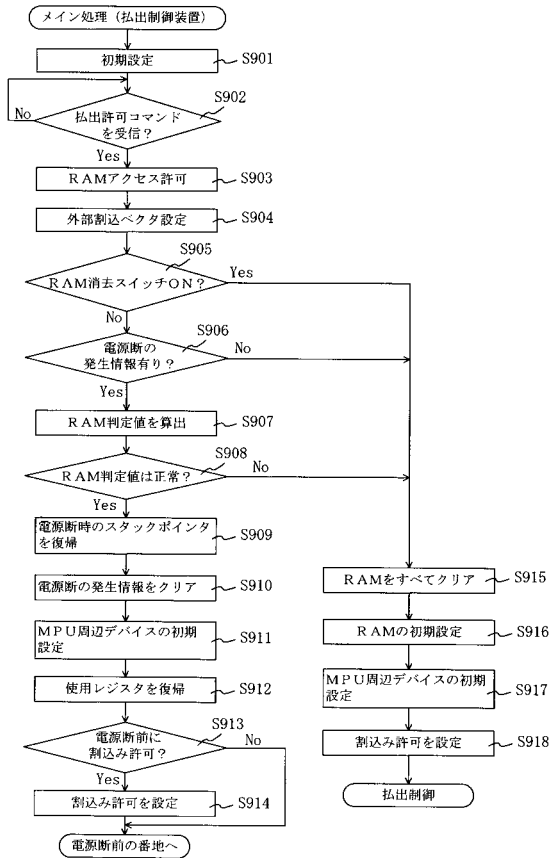 メイン処理（払出制御装置）
初期設定
S901
払出許可コマンド
を受信？
S902
No
Yes
ＲＡＭアクセス許可
S903
外部割込ベクタ設定
S904
ＲＡＭ消去スイッチＯＮ？
S905
Yes
No
電源断の
発生情報有り？
S906
No
Yes
ＲＡＭ判定値を算出
S907
ＲＡＭ判定値は正常？
S908
No
Yes
電源断時のスタックポインタ
を復帰
S909
電源断の発生情報をクリア
S910
ＭＰＵ周辺デバイスの初期
設定
S911
使用レジスタを復帰
S912
電源断前に
割込み許可？
S913
No
Yes
割込み許可を設定
S914
電源断前の番地へ
ＲＡＭをすべてクリア
S915
ＲＡＭの初期設定
S916
ＭＰＵ周辺デバイスの初期
設定
S917
割込み許可を設定
S918
払出制御